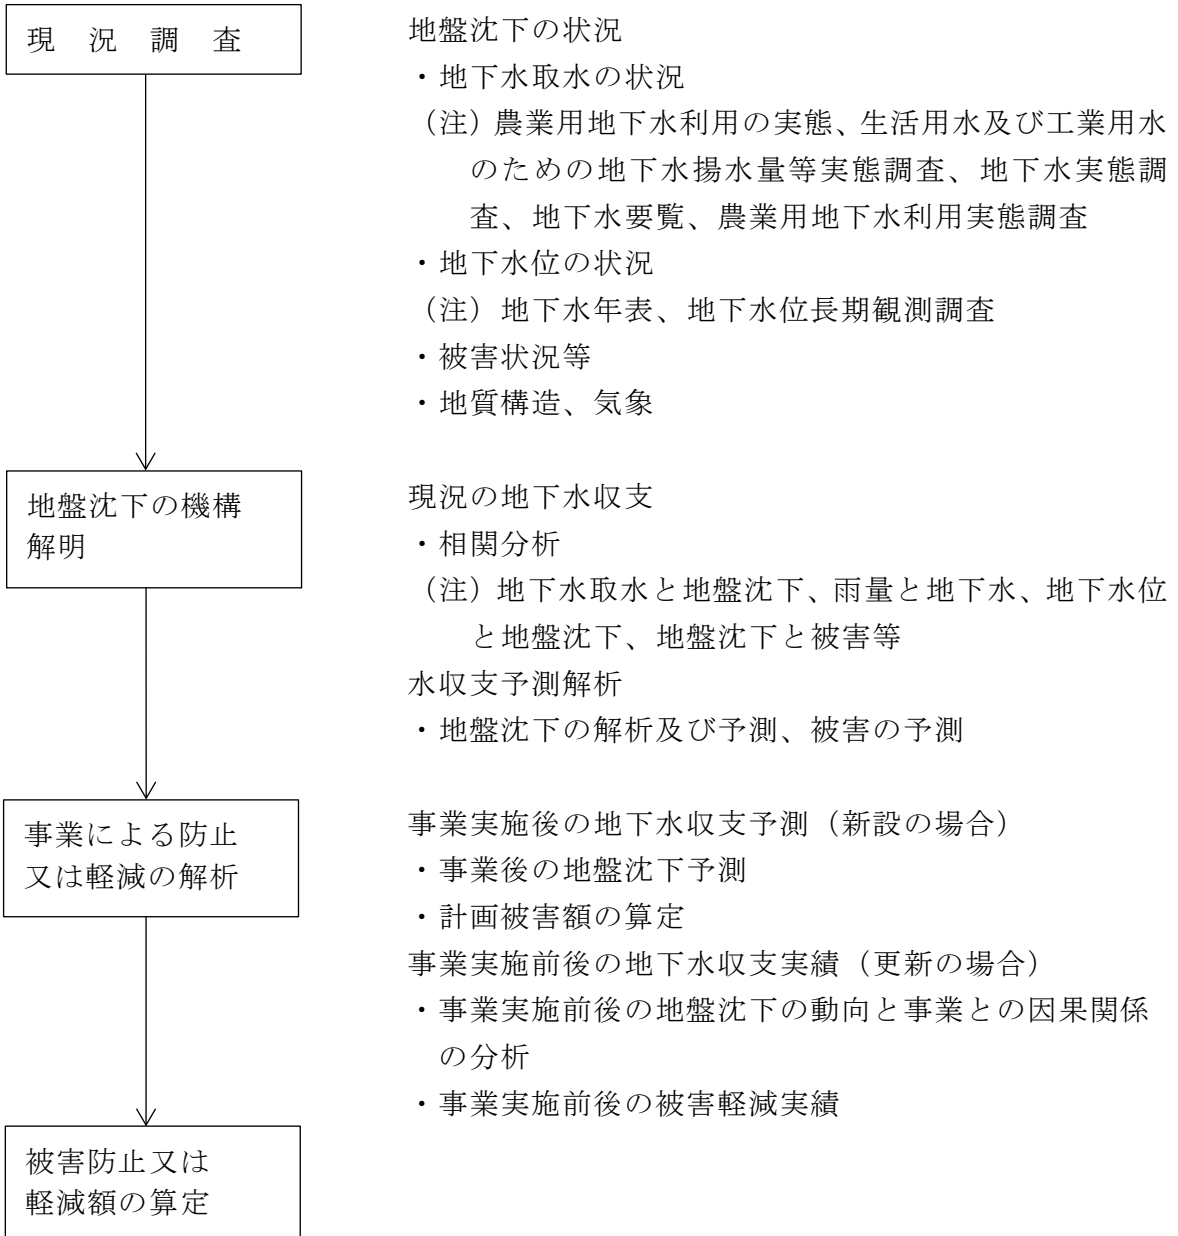 現　況　調　査
地盤沈下の状況
・地下水取水の状況
（注）農業用地下水利用の実態、生活用水及び工業用水
のための地下水揚水量等実態調査、地下水実態調
査、地下水要覧、農業用地下水利用実態調査
・地下水位の状況
（注）地下水年表、地下水位長期観測調査
・被害状況等
・地質構造、気象
地盤沈下の機構
解明
現況の地下水収支
・相関分析
（注）地下水取水と地盤沈下、雨量と地下水、地下水位
と地盤沈下、地盤沈下と被害等
水収支予測解析
・地盤沈下の解析及び予測、被害の予測
事業による防止
又は軽減の解析
事業実施後の地下水収支予測（新設の場合）
・事業後の地盤沈下予測
・計画被害額の算定
事業実施前後の地下水収支実績（更新の場合）
・事業実施前後の地盤沈下の動向と事業との因果関係
の分析
・事業実施前後の被害軽減実績
被害防止又は
軽減額の算定